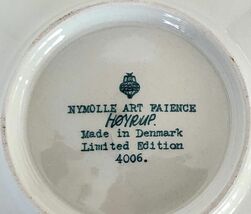 NYMOLLE ART FAIENCE
HØYRUP.
Made in Denmark
Limited Edition
4006.